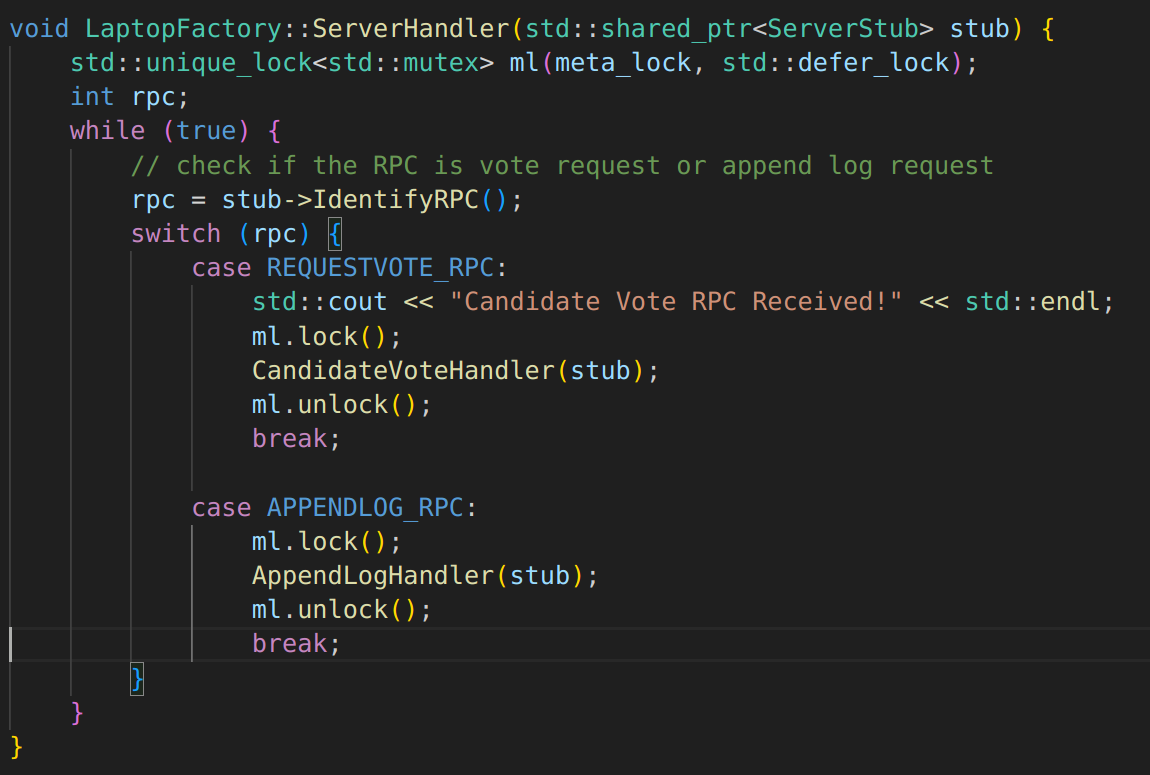 void LaptopFactory::ServerHandler(std::shared_ptr<ServerStub> stub) {
    std::unique_lock<std::mutex> ml(meta_lock, std::defer_lock);
    int rpc;
    while (true) {
        // check if the RPC is vote request or append log request
        rpc = stub->IdentifyRPC();
        switch (rpc) {
            case REQUESTVOTE_RPC:
                std::cout << "Candidate Vote RPC Received!" << std::endl;
                ml.lock();
                CandidateVoteHandler(stub);
                ml.unlock();
                break;

            case APPENDLOG_RPC:
                ml.lock();
                AppendLogHandler(stub);
                ml.unlock();
                break;
        }
    }
}